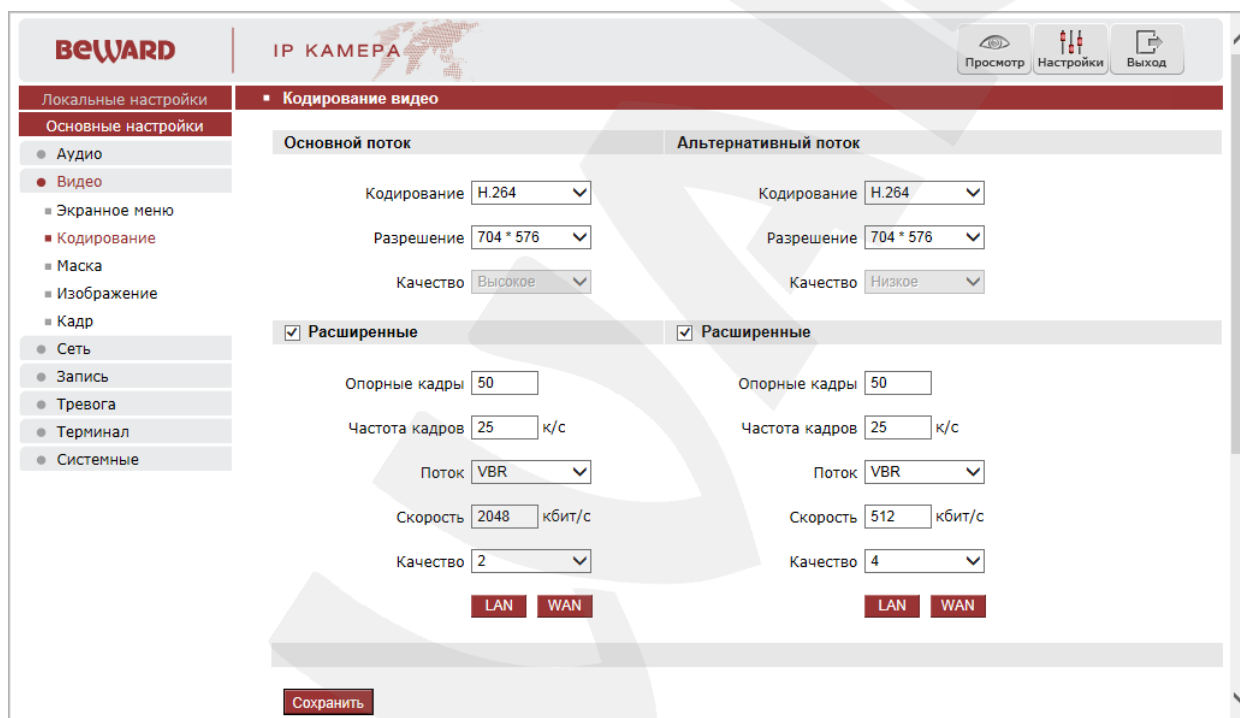 BEWARD
IP КАМЕРА
Просмотр
Настройки
Выход
Локальные настройки
Основные настройки
Аудио
Видео
Экранное меню
Кодирование
Маска
Изображение
Кадр
Сеть
Запись
Тревога
Терминал
Системные
Кодирование видео
Основной поток
Кодирование H.264
Разрешение 704 * 576
Качество Высокое
Расширенные
Опорные кадры 50
Частота кадров 25 к/с
Поток VBR
Скорость 2048 кбит/с
Качество 2
LAN WAN
Альтернативный поток
Кодирование H.264
Разрешение 704 * 576
Качество Низкое
Расширенные
Опорные кадры 50
Частота кадров 25 к/с
Поток VBR
Скорость 512 кбит/с
Качество 4
LAN WAN
Сохранить